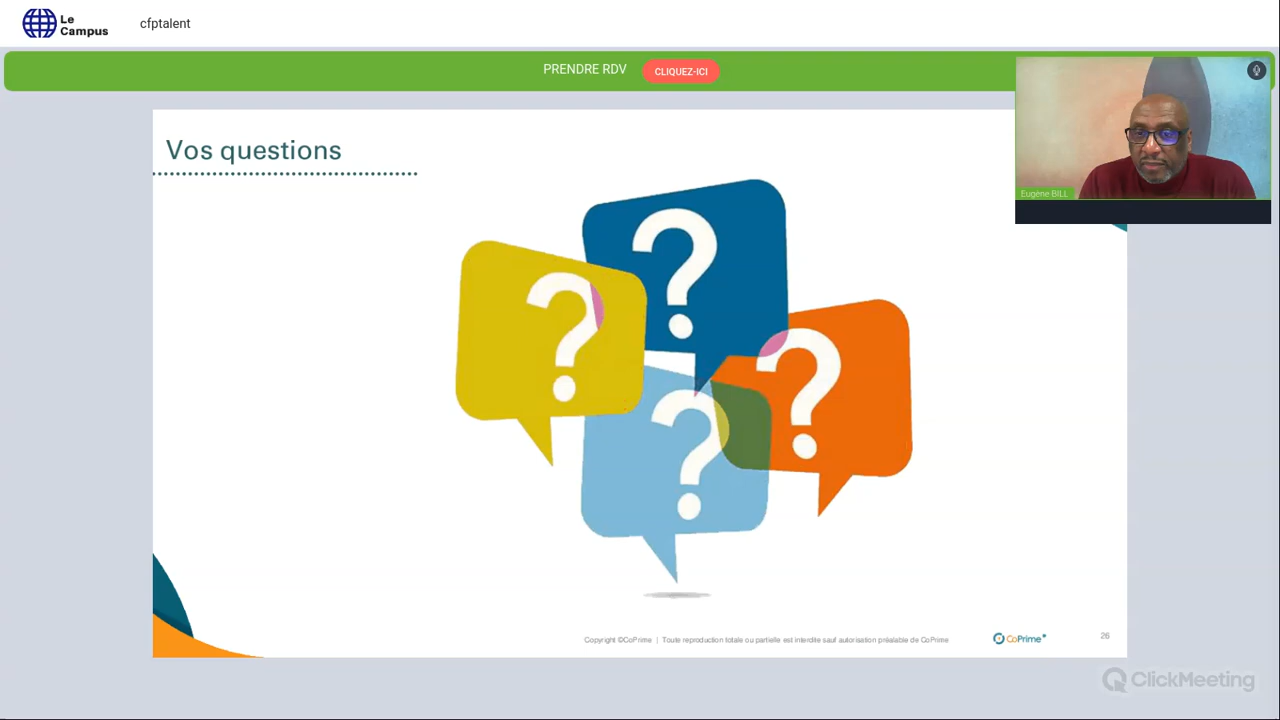 Le
Campus
cfptalent
PRENDRE RDV
CLIQUEZ-ICI
Vos questions
Eugène BILL
?
?
?
?
Copyright ©CoPrime | Toute reproduction totale ou partielle est interdite sauf autorisation préalable de CoPrime
CoPrime
26
ClickMeeting